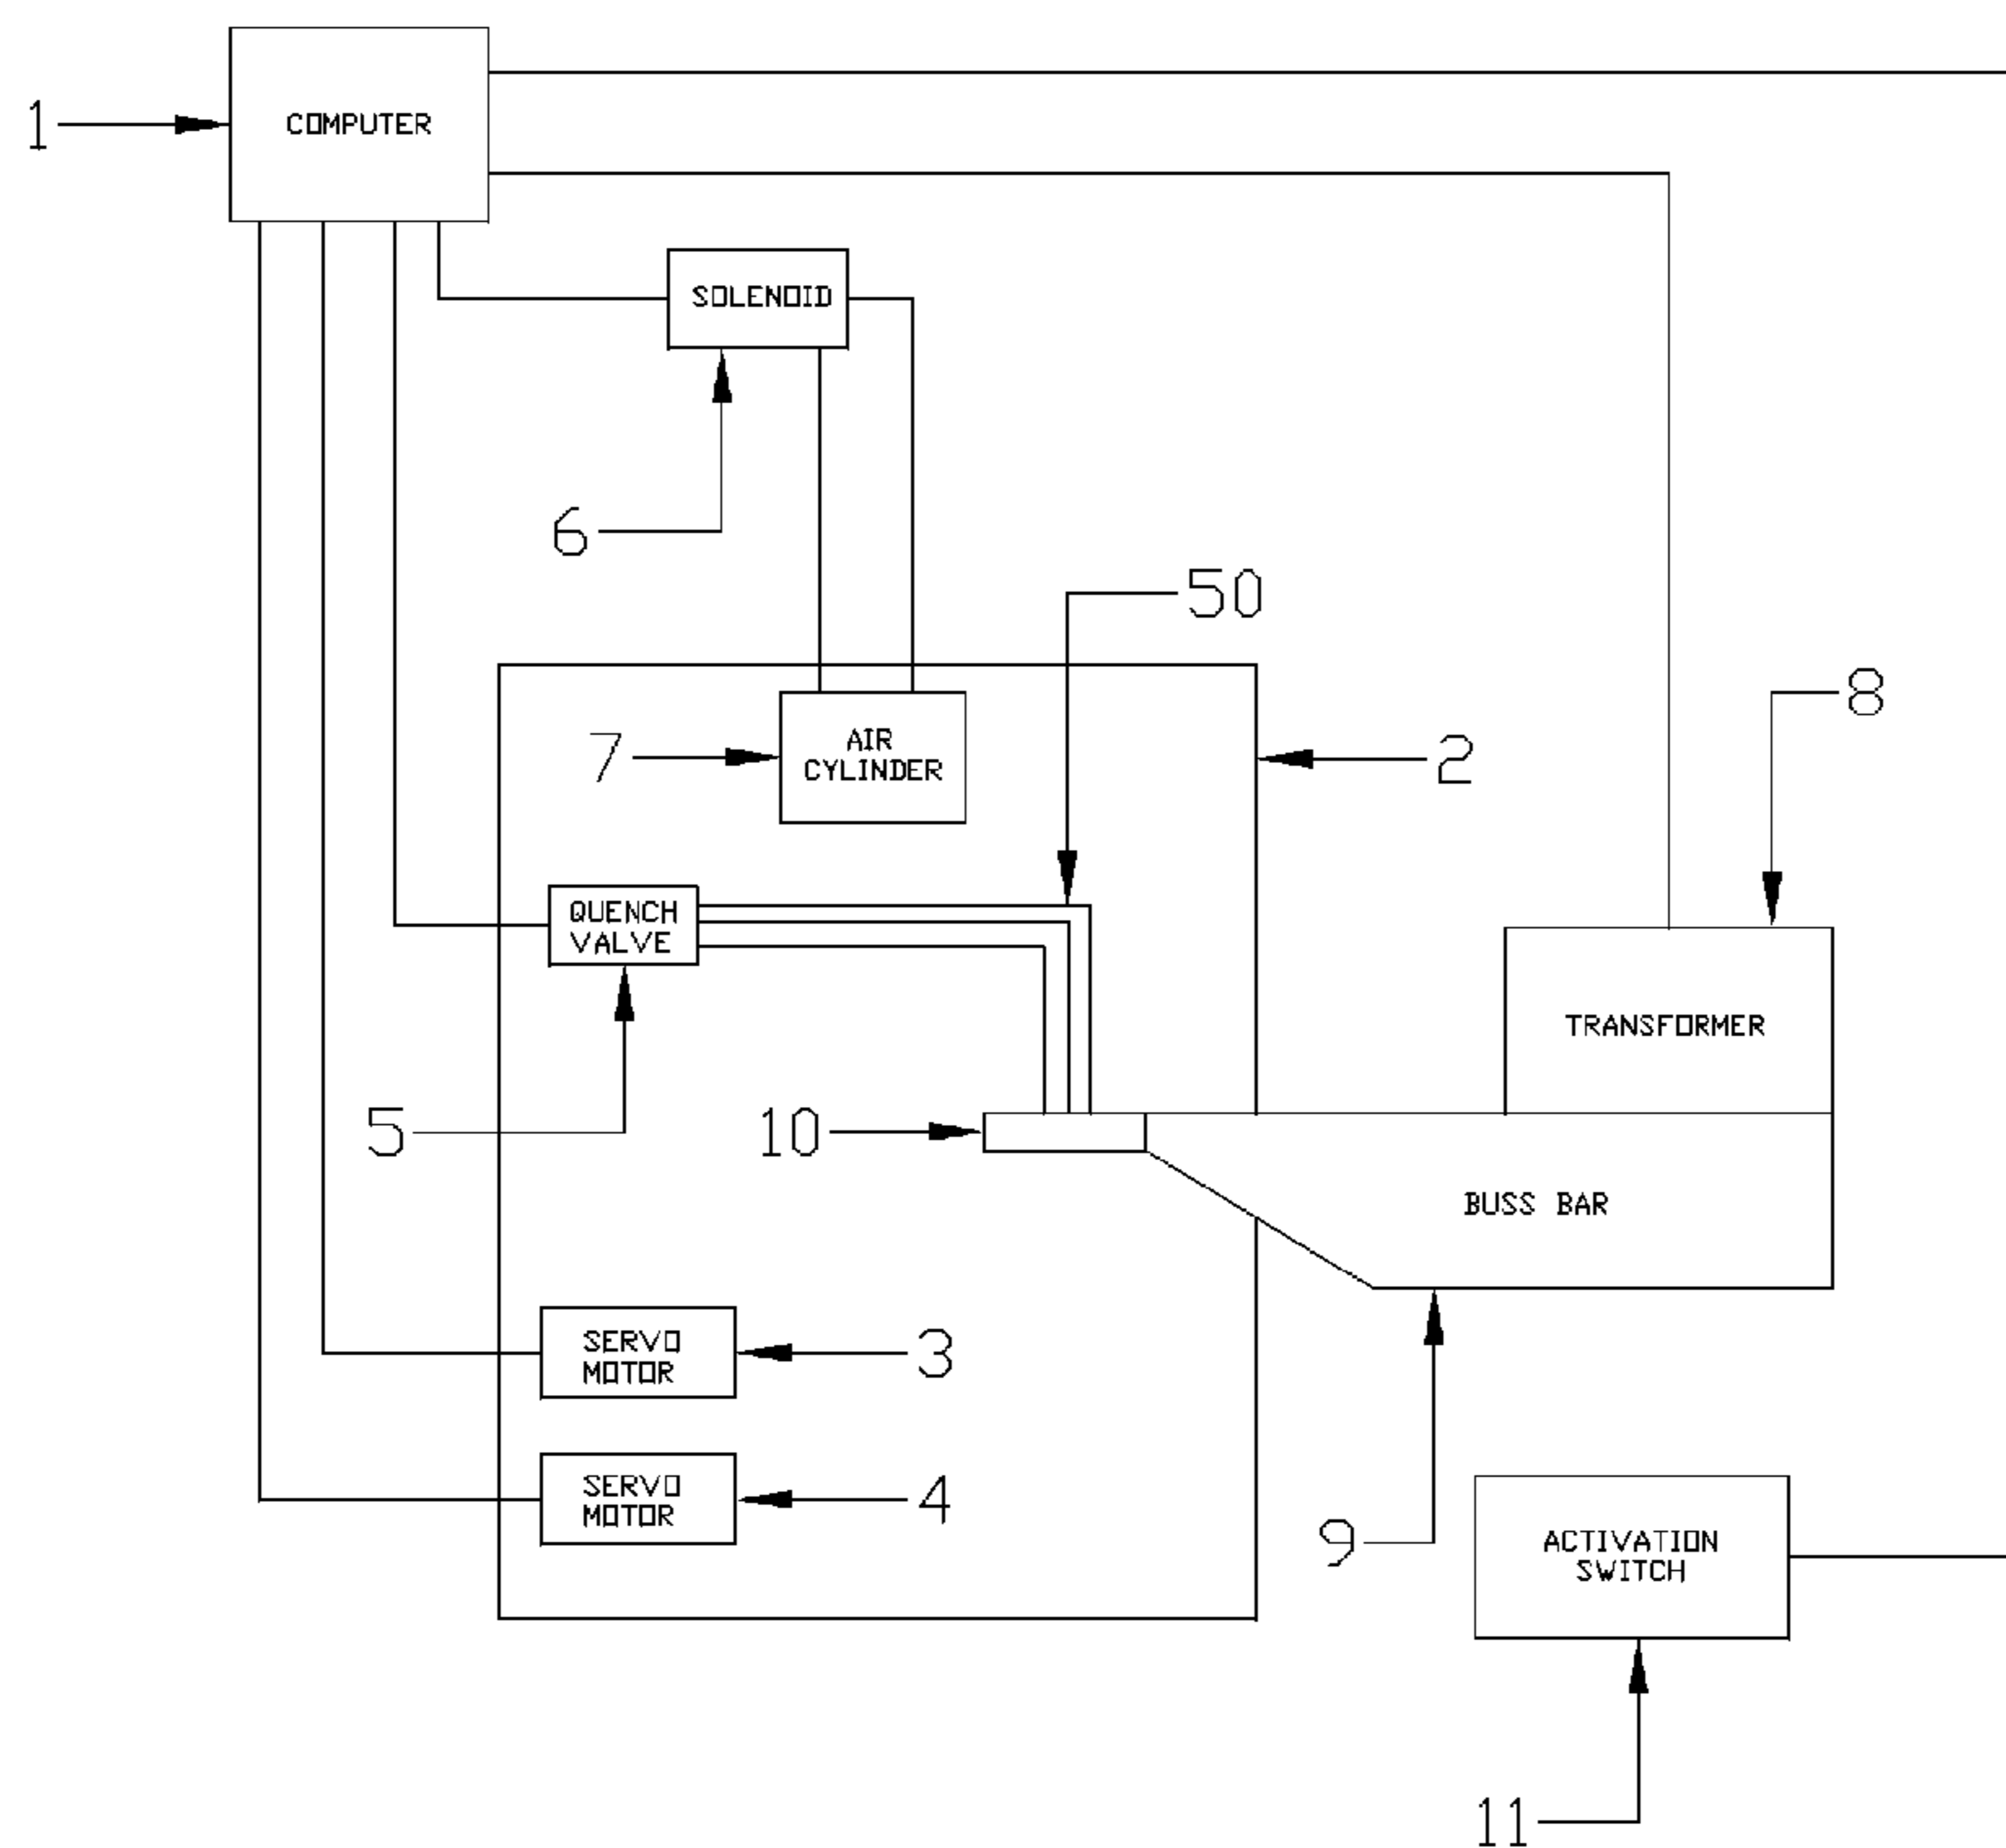 1
COMPUTER
SOLENOID
6
50
8
7
AIR
CYLINDER
2
QUENCH
VALVE
TRANSFORMER
5
10
BUSS BAR
SERVO
MOTOR
3
SERVO
MOTOR
4
9
ACTIVATION
SWITCH
11